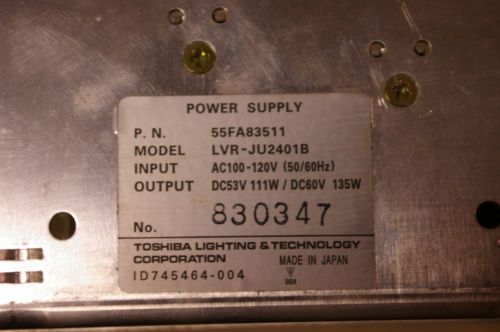 POWER SUPPLY
P. N. 55FA83511
MODEL LVR-JU2401B
INPUT AC100-120V (50/60Hz)
OUTPUT DC53V 111W / DC60V 135W
No. 830347
TOSHIBA LIGHTING & TECHNOLOGY
CORPORATION MADE IN JAPAN
ID745464-004